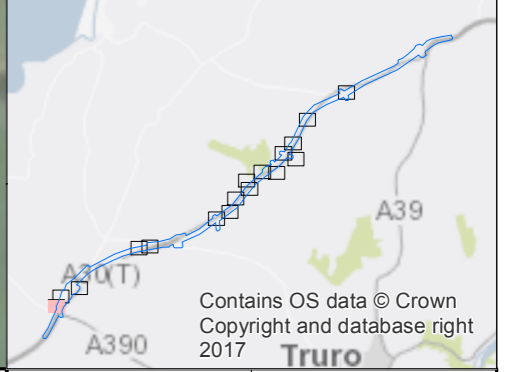 A39
A30(T)
Contains OS data © Crown
Copyright and database right
2017
A390
Truro